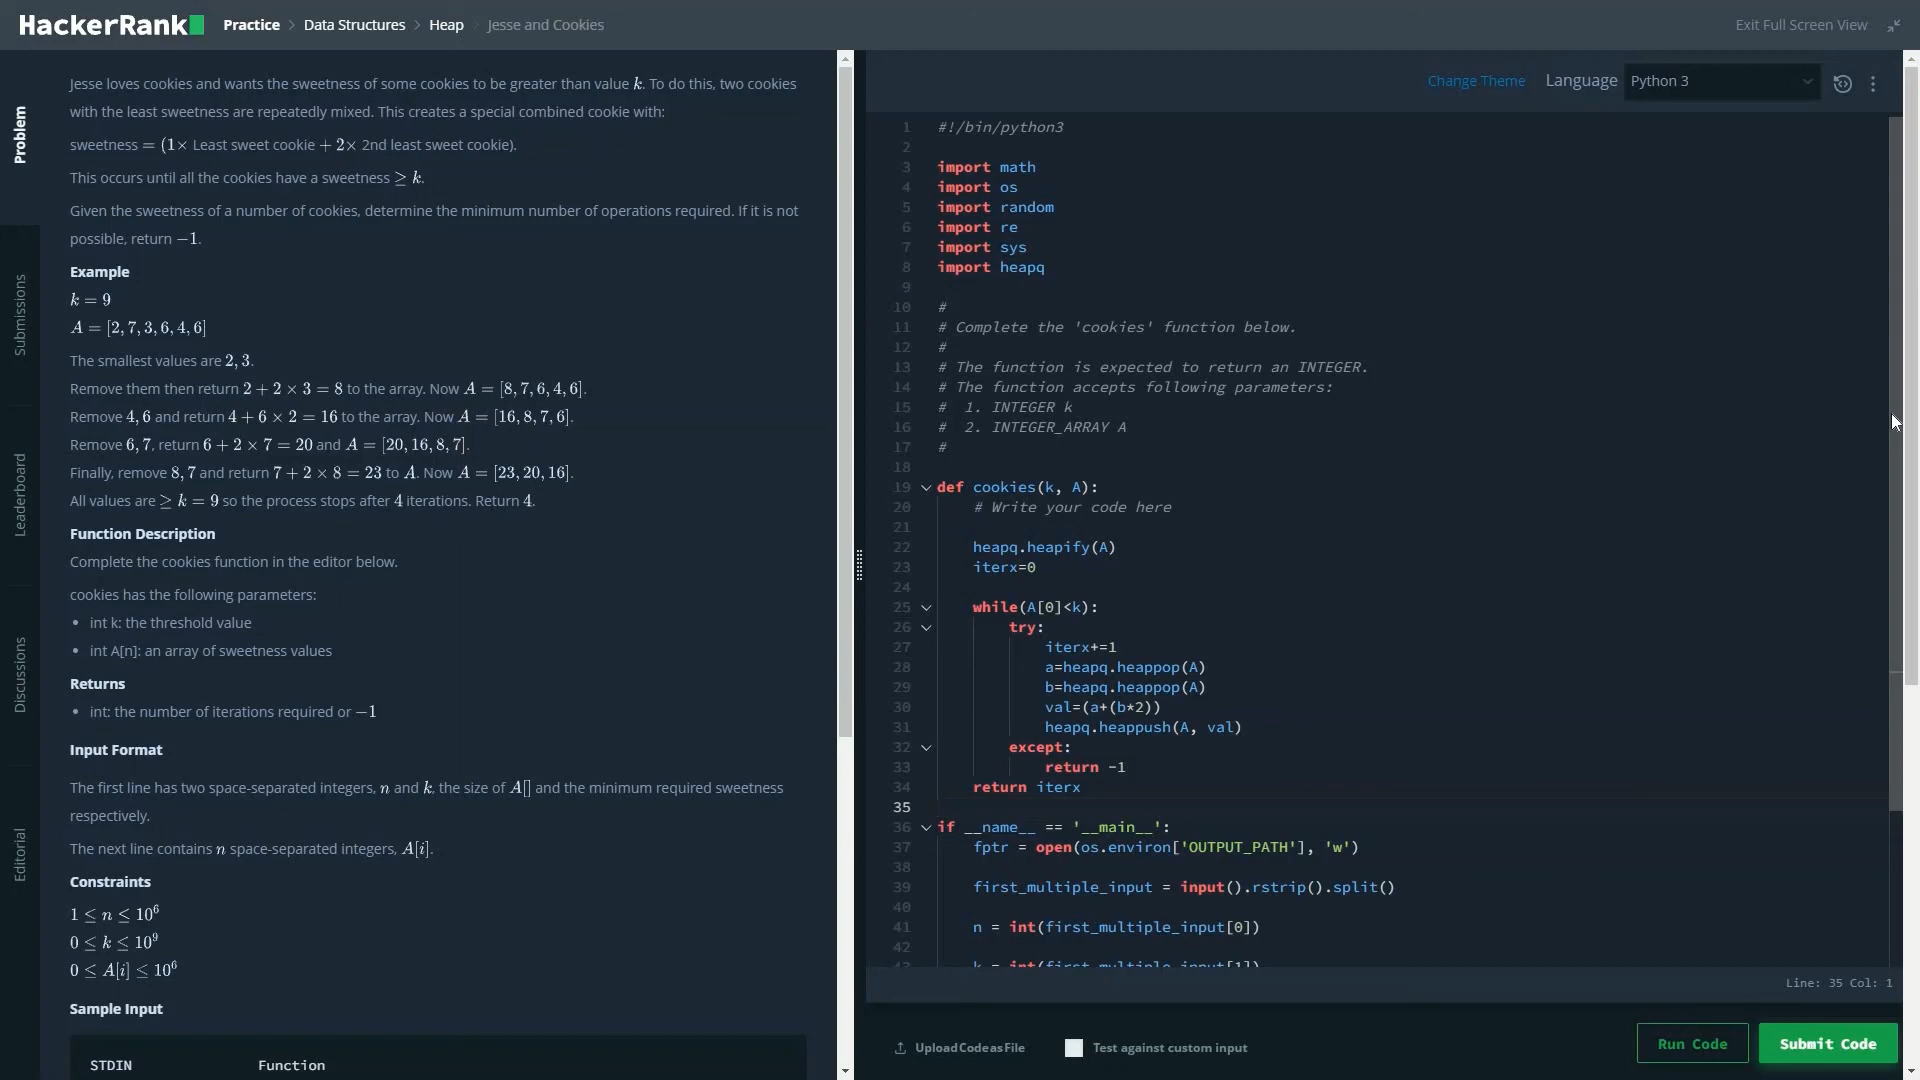 HackerRank Practice > Data Structures > Heap > Jesse and Cookies Exit Full Screen View
Problem
Submissions
Leaderboard
Discussions
Editorial
Jesse loves cookies and wants the sweetness of some cookies to be greater than value k. To do this, two cookies
with the least sweetness are repeatedly mixed. This creates a special combined cookie with:
sweetness = (1× Least sweet cookie + 2× 2nd least sweet cookie).
This occurs until all the cookies have a sweetness ≥ k.
Given the sweetness of a number of cookies, determine the minimum number of operations required. If it is not
possible, return −1.
Example
k = 9
A = [2, 7, 3, 6, 4, 6]
The smallest values are 2, 3.
Remove them then return 2 + 2 × 3 = 8 to the array. Now A = [8, 7, 6, 4, 6].
Remove 4, 6 and return 4 + 6 × 2 = 16 to the array. Now A = [16, 8, 7, 6].
Remove 6, 7, return 6 + 2 × 7 = 20 and A = [20, 16, 8, 7].
Finally, remove 8, 7 and return 7 + 2 × 8 = 23 to A. Now A = [23, 20, 16].
All values are ≥ k = 9 so the process stops after 4 iterations. Return 4.
Function Description
Complete the cookies function in the editor below.
cookies has the following parameters:
• int k: the threshold value
• int A[n]: an array of sweetness values
Returns
• int: the number of iterations required or −1
Input Format
The first line has two space-separated integers, n and k, the size of A[] and the minimum required sweetness
respectively.
The next line contains n space-separated integers, A[i].
Constraints
1 ≤ n ≤ 10^6
0 ≤ k ≤ 10^9
0 ≤ A[i] ≤ 10^6
Sample Input
STDIN Function
Change Theme Language Python 3
1 #!/bin/python3
2
3 import math
4 import os
5 import random
6 import re
7 import sys
8 import heapq
9
10 #
11 # Complete the 'cookies' function below.
12 #
13 # The function is expected to return an INTEGER.
14 # The function accepts following parameters:
15 #  1. INTEGER k
16 #  2. INTEGER_ARRAY A
17 #
18
19 def cookies(k, A):
20     # Write your code here
21
22     heapq.heapify(A)
23     iterx=0
24
25     while(A[0]<k):
26         try:
27             iterx+=1
28             a=heapq.heappop(A)
29             b=heapq.heappop(A)
30             val=(a+(b*2))
31             heapq.heappush(A, val)
32         except:
33             return -1
34     return iterx
35
36 if __name__ == '__main__':
37     fptr = open(os.environ['OUTPUT_PATH'], 'w')
38
39     first_multiple_input = input().rstrip().split()
40
41     n = int(first_multiple_input[0])
42
43     k = int(first_multiple_input[1])
Line: 35 Col: 1
Upload Code as File Test against custom input Run Code Submit Code